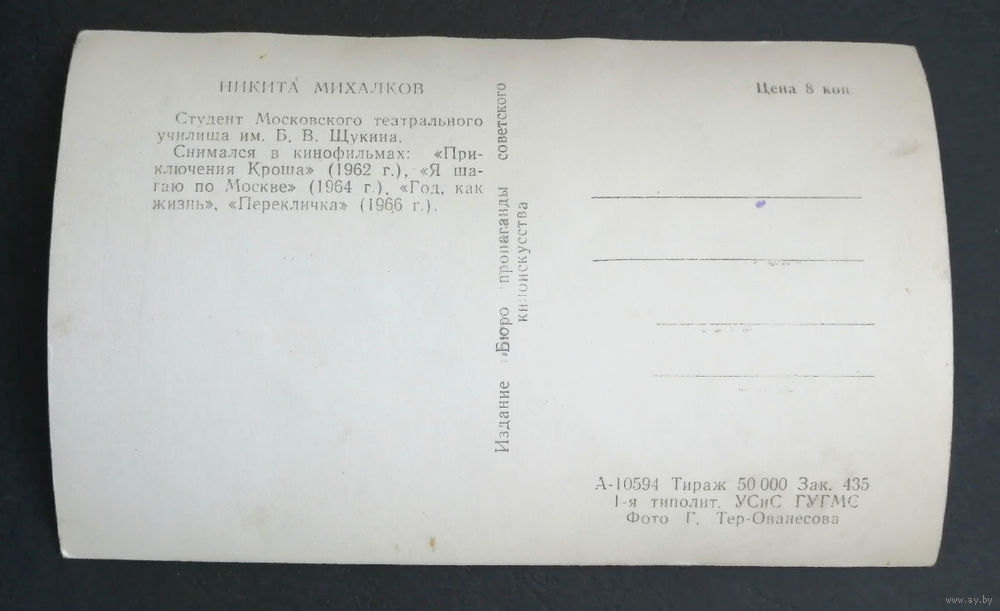 НИКИТА МИХАЛКОВ
Студент Московского театрального
училища им. Б. В. Щукина.
Снимался в кинофильмах: «При-
ключения Кроша» (1962 г.), «Я ша-
гаю по Москве» (1964 г.), «Год, как
жизнь», «Перекличка» (1966 г.).
Издание «Бюро пропаганды советского
киноискусства
Цена 8 коп.
А-10594 Тираж 50 000 Зак. 435
1-я типолит. УСиС ГУГМС
Фото Г. Тер-Ованесова
www.ay.by